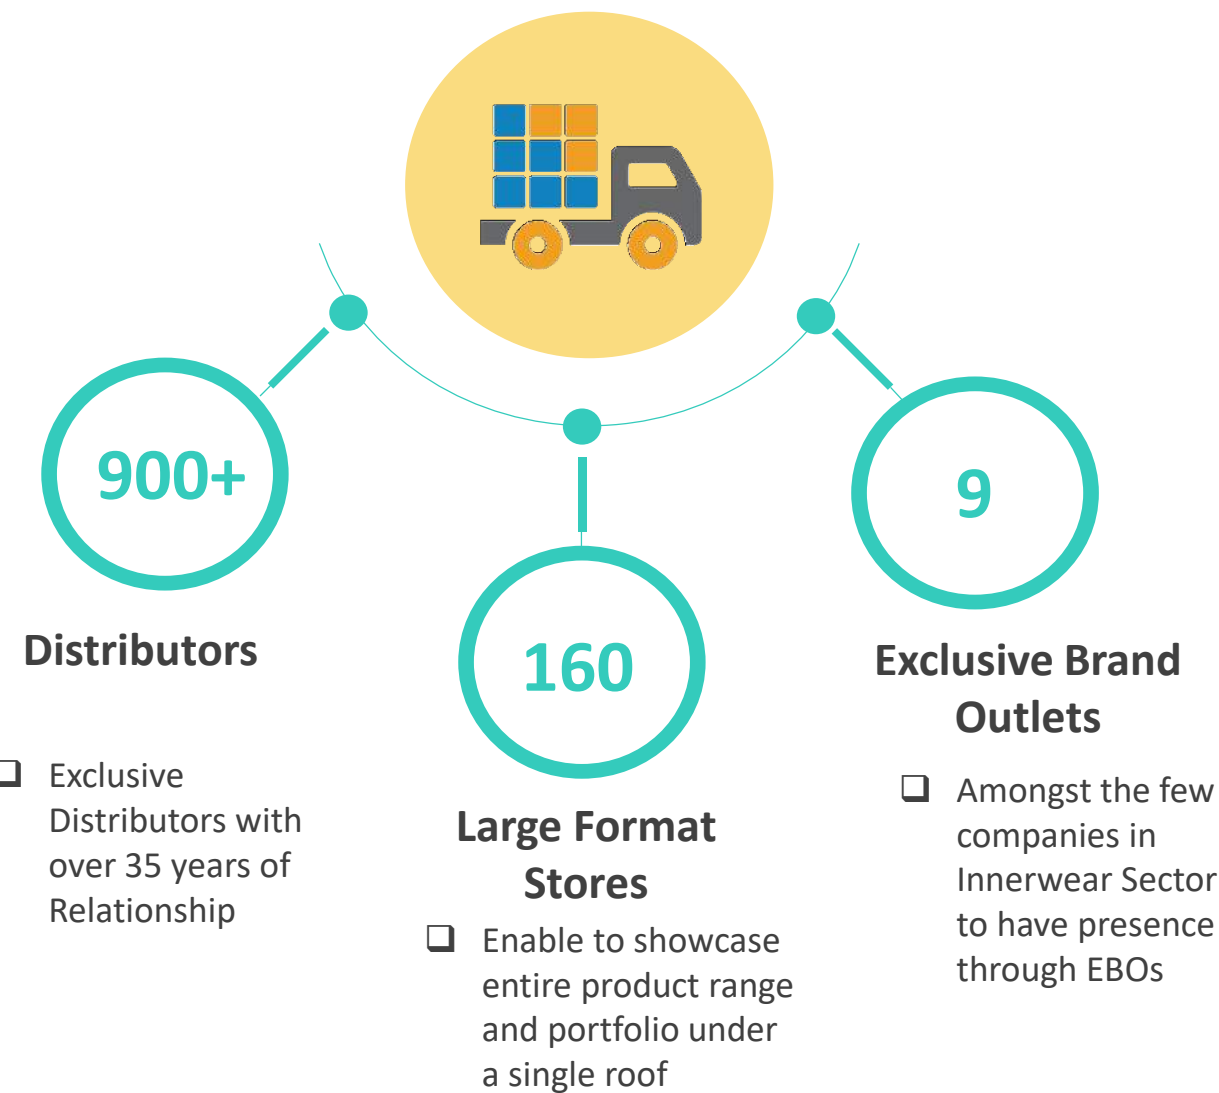 900+
Distributors
❑ Exclusive
Distributors with
over 35 years of
Relationship
160
Large Format
Stores
❑ Enable to showcase
entire product range
and portfolio under
a single roof
9
Exclusive Brand
Outlets
❑ Amongst the few
companies in
Innerwear Sector
to have presence
through EBOs